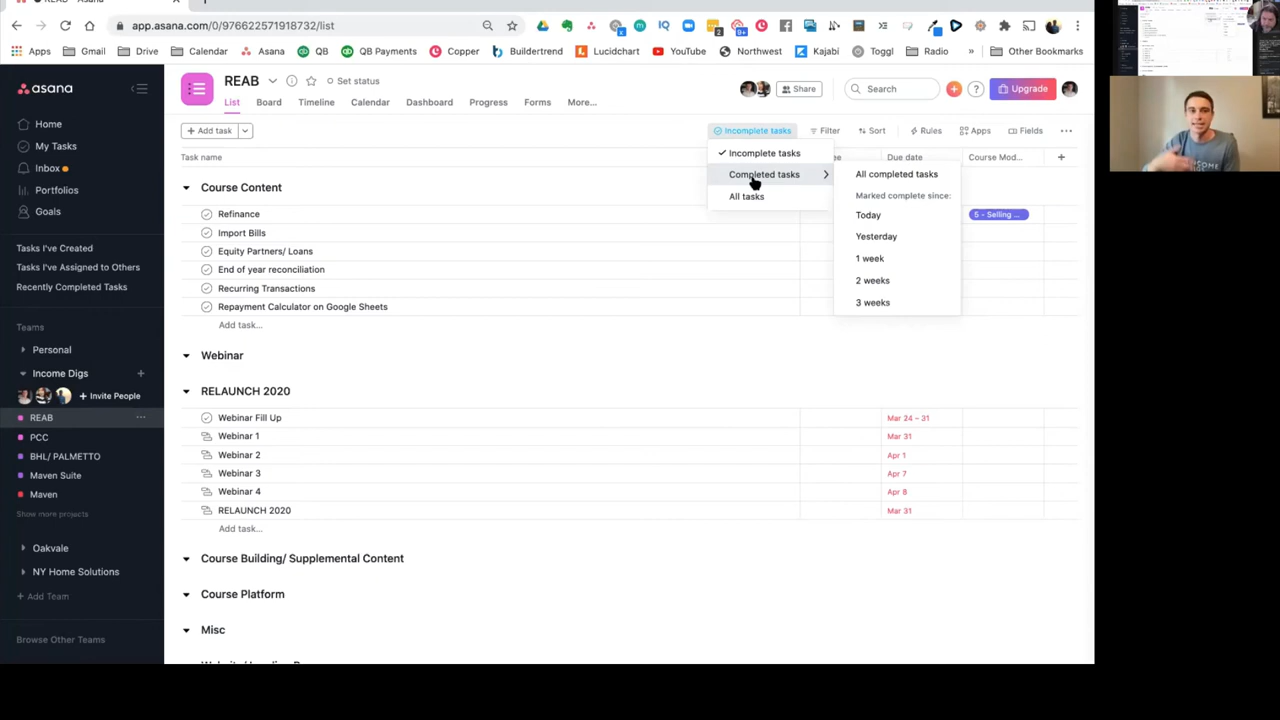 REAB - Asana
app.asana.com/0/976622571918732/list
Apps Gmail Drive Calendar QB QB Payments Copper Buildertrend Lucidchart YouTube Northwest Kajabi Toggl Radio » Other Bookmarks
asana
Home
My Tasks
Inbox
Portfolios
Goals
Tasks I've Created
Tasks I've Assigned to Others
Recently Completed Tasks
Teams
Personal
Income Digs +
+ Invite People
REAB ...
PCC
BHL/ PALMETTO
Maven Suite
Maven
Show more projects
Oakvale
NY Home Solutions
+ Add Team
Browse Other Teams
REAB Set status
List Board Timeline Calendar Dashboard Progress Forms More...
Share Search + ? Upgrade
+ Add task Incomplete tasks Filter Sort Rules Apps Fields ...
Task name Due date Course Mod... +
Incomplete tasks
Completed tasks
All tasks
All completed tasks
Marked complete since:
Today
Yesterday
1 week
2 weeks
3 weeks
Course Content
Refinance 5 - Selling ...
Import Bills
Equity Partners/ Loans
End of year reconciliation
Recurring Transactions
Repayment Calculator on Google Sheets
Add task...
Webinar
RELAUNCH 2020
Webinar Fill Up Mar 24 – 31
Webinar 1 Mar 31
Webinar 2 Apr 1
Webinar 3 Apr 7
Webinar 4 Apr 8
RELAUNCH 2020 Mar 31
Add task...
Course Building/ Supplemental Content
Course Platform
Misc